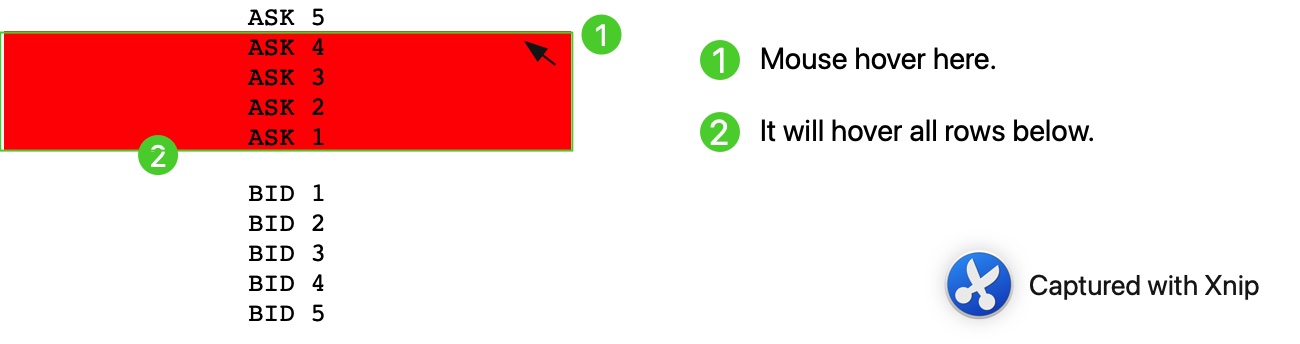 ASK 5
ASK 4
1
ASK 3
ASK 2
ASK 1
2
BID 1
BID 2
BID 3
BID 4
BID 5
1 Mouse hover here.
2 It will hover all rows below.
Captured with Xnip